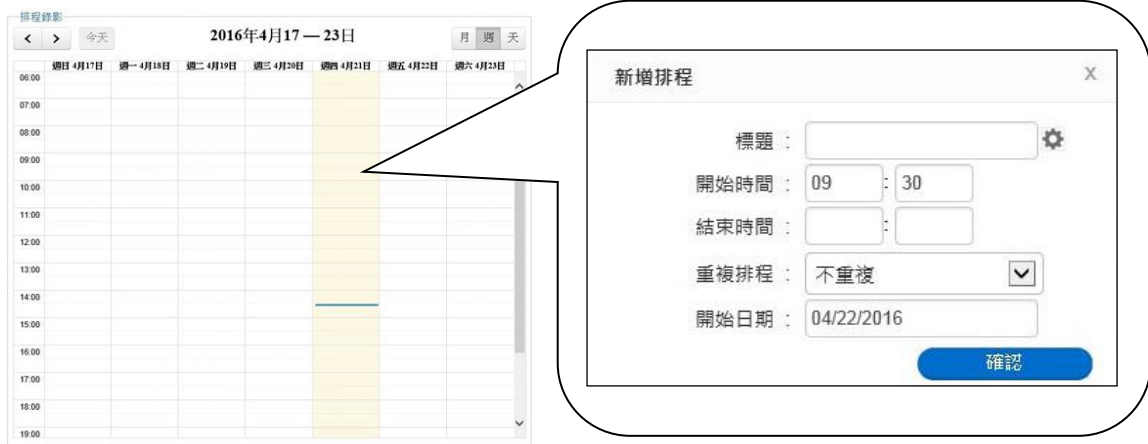 排程錄影
今天
2016年4月17 — 23日
月 週 天
週日 4月17日 週一 4月18日 週二 4月19日 週三 4月20日 週四 4月21日 週五 4月22日 週六 4月23日
06:00
07:00
08:00
09:00
10:00
11:00
12:00
13:00
14:00
15:00
16:00
17:00
18:00
19:00
新增排程 X
標題 :
開始時間 : 09 : 30
結束時間 : :
重複排程 : 不重複
開始日期 : 04/22/2016
確認